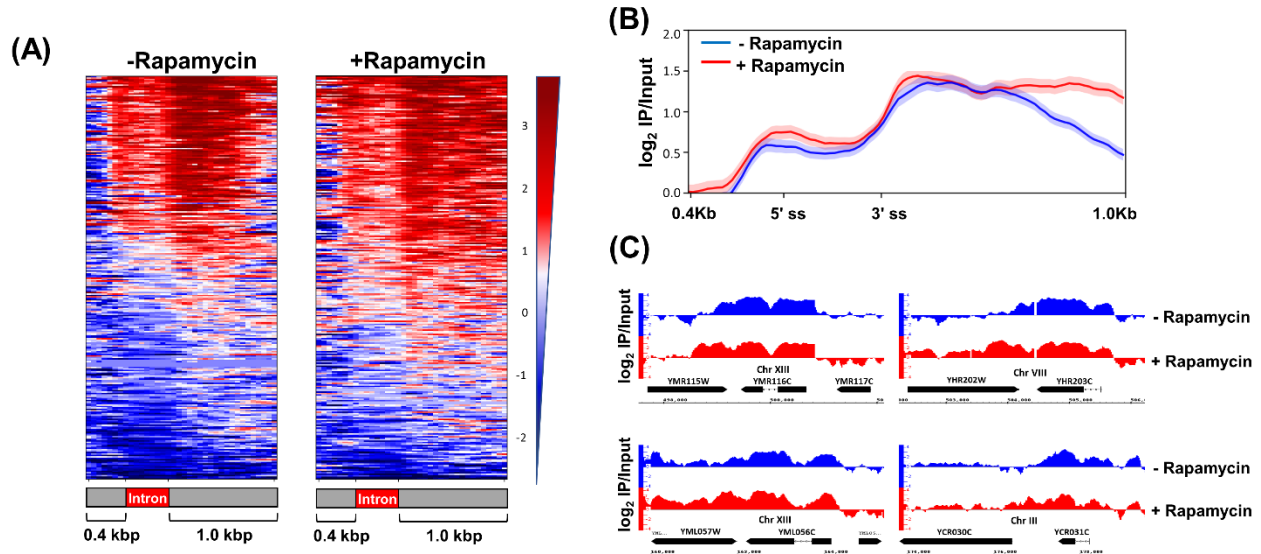 (A)
-Rapamycin
+Rapamycin
3
2
1
0
-1
-2
Intron
Intron
0.4 kbp
1.0 kbp
0.4 kbp
1.0 kbp
(B)
log2 IP/Input
2.0
1.5
1.0
0.5
0.0
- Rapamycin
+ Rapamycin
0.4Kb
5' ss
3' ss
1.0Kb
(C)
log2 IP/Input
- Rapamycin
+ Rapamycin
Chr XIII
YMR115W
YMR116C
YMR117C
Chr VIII
YHR202W
YHR203C
log2 IP/Input
- Rapamycin
+ Rapamycin
Chr XIII
YML057W
YML056C
Chr III
YCR030C
YCR031C